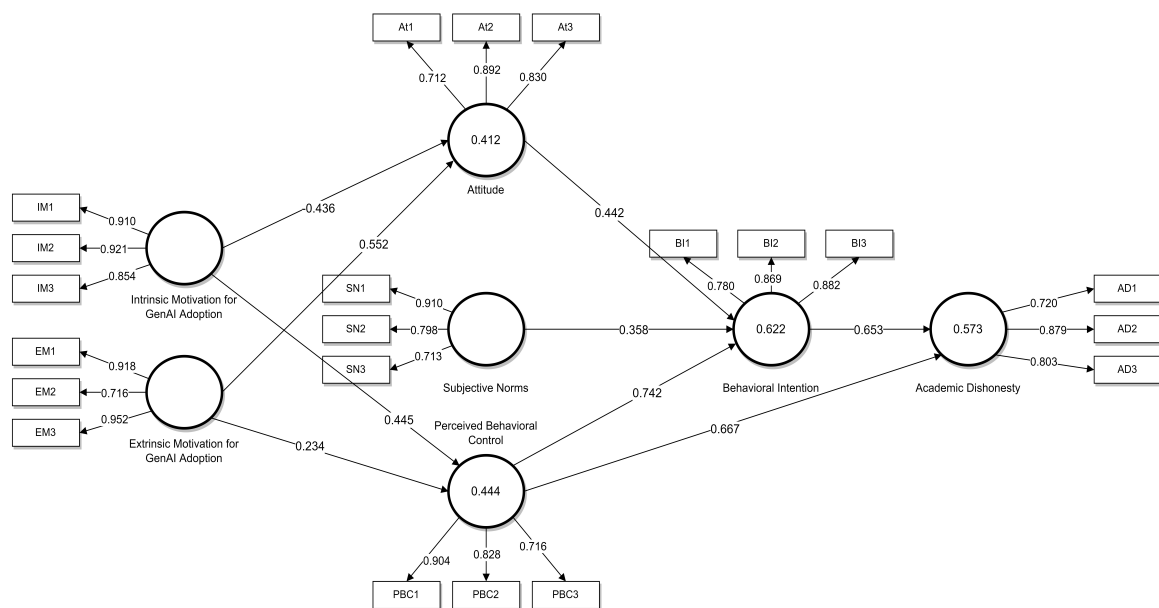 At1
At2
At3
0.712
0.892
0.830
0.412
Attitude
IM1
IM2
IM3
0.910
0.921
0.854
Intrinsic Motivation for
GenAI Adoption
0.436
0.552
0.442
EM1
EM2
EM3
0.918
0.716
0.952
Extrinsic Motivation for
GenAI Adoption
0.445
0.234
SN1
SN2
SN3
0.910
0.798
0.713
Subjective Norms
0.358
BI1
BI2
BI3
0.780
0.869
0.882
0.622
Behavioral Intention
0.653
0.573
Academic Dishonesty
AD1
AD2
AD3
0.720
0.879
0.803
Perceived Behavioral
Control
0.742
0.667
0.444
0.904
0.828
0.716
PBC1
PBC2
PBC3